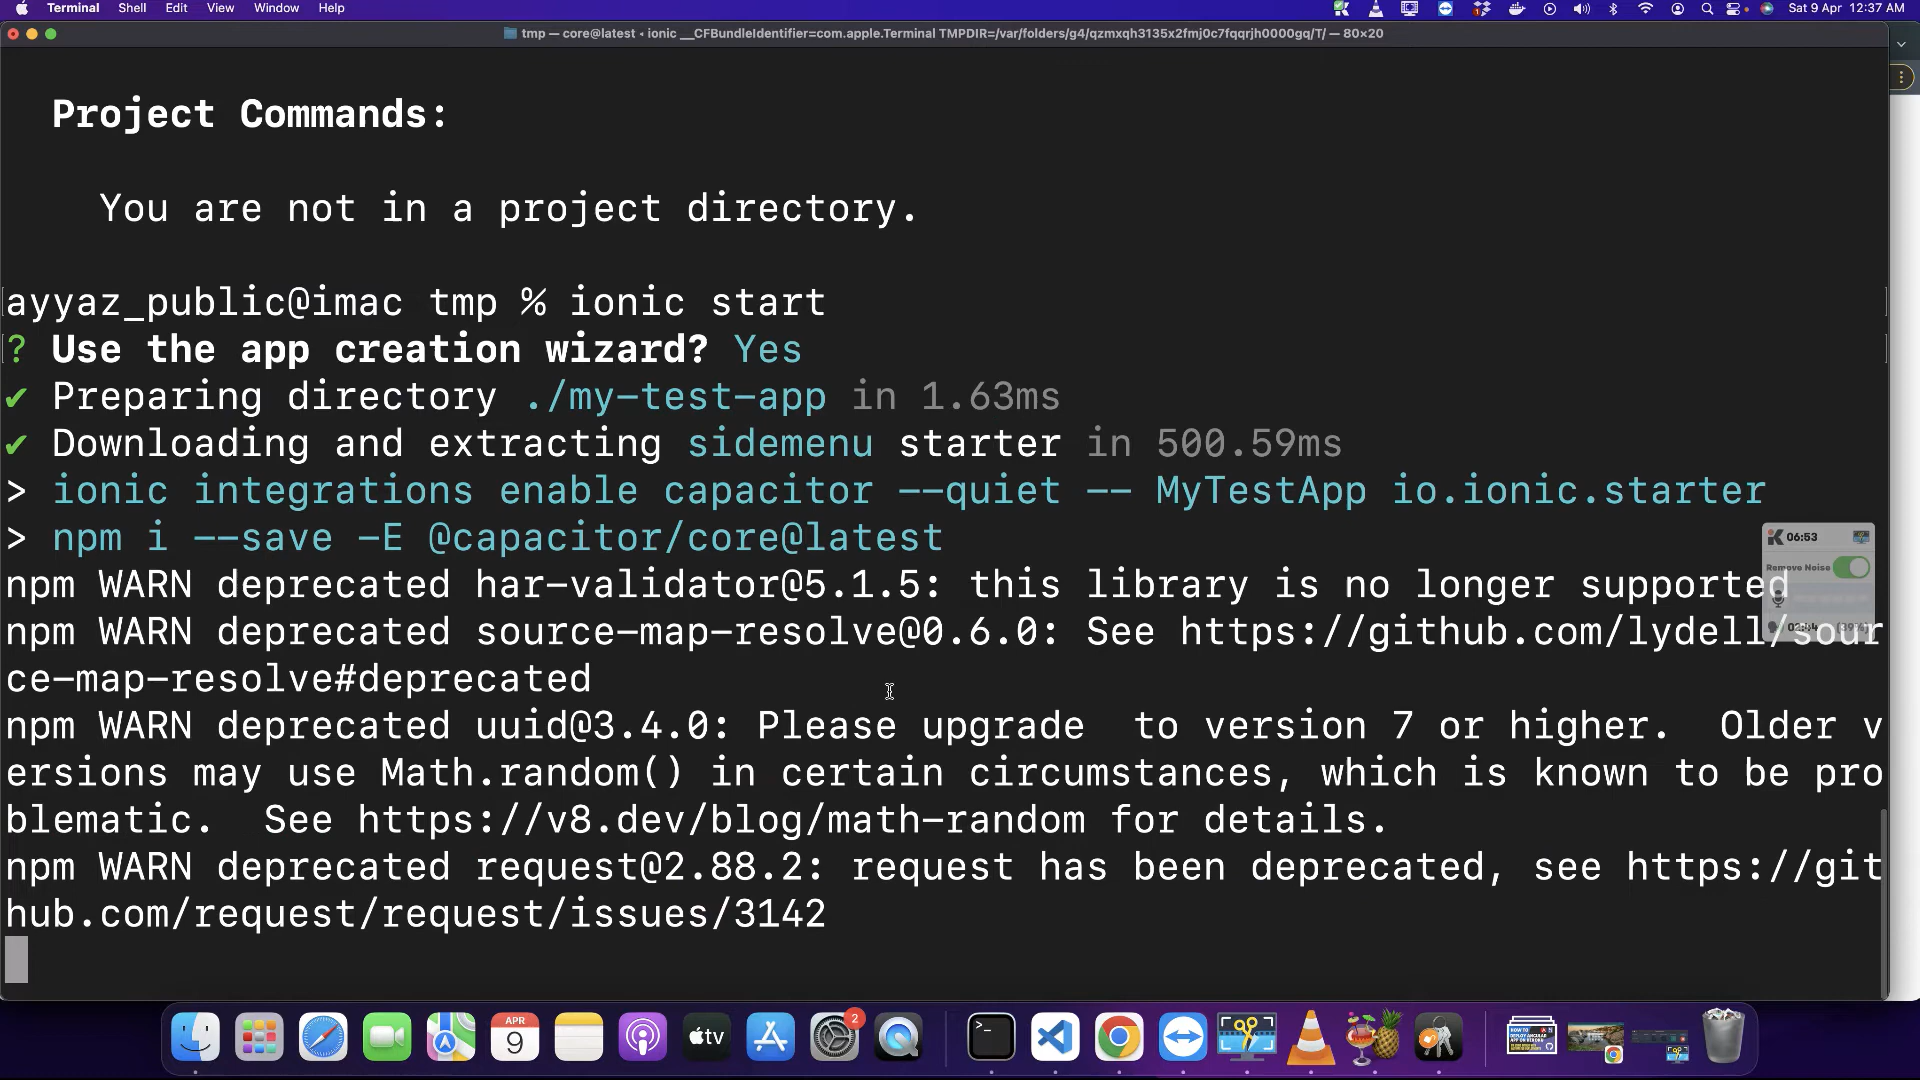 Terminal Shell Edit View Window Help Sat 9 Apr 12:37 AM
tmp — core@latest ◂ ionic __CFBundleIdentifier=com.apple.Terminal TMPDIR=/var/folders/g4/qzmxqh3135x2fmj0c7fqqrjh0000gq/T/ — 80×20
Project Commands:
You are not in a project directory.
ayyaz_public@imac tmp % ionic start
? Use the app creation wizard? Yes
✔ Preparing directory ./my-test-app in 1.63ms
✔ Downloading and extracting sidemenu starter in 500.59ms
> ionic integrations enable capacitor --quiet -- MyTestApp io.ionic.starter
> npm i --save -E @capacitor/core@latest
npm WARN deprecated har-validator@5.1.5: this library is no longer supported
npm WARN deprecated source-map-resolve@0.6.0: See https://github.com/lydell/sour
ce-map-resolve#deprecated
npm WARN deprecated uuid@3.4.0: Please upgrade  to version 7 or higher.  Older v
ersions may use Math.random() in certain circumstances, which is known to be pro
blematic.  See https://v8.dev/blog/math-random for details.
npm WARN deprecated request@2.88.2: request has been deprecated, see https://git
hub.com/request/request/issues/3142
06:53
Remove Noise
APR
9
tv
2